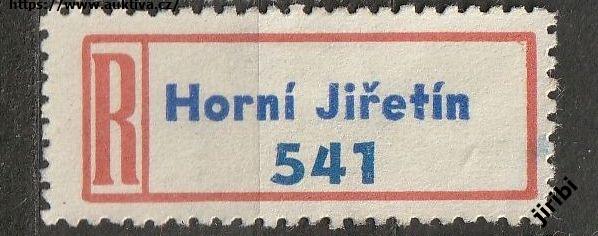 https://www.auktiva.cz/
R
Horní Jiřetín
541
jiribi